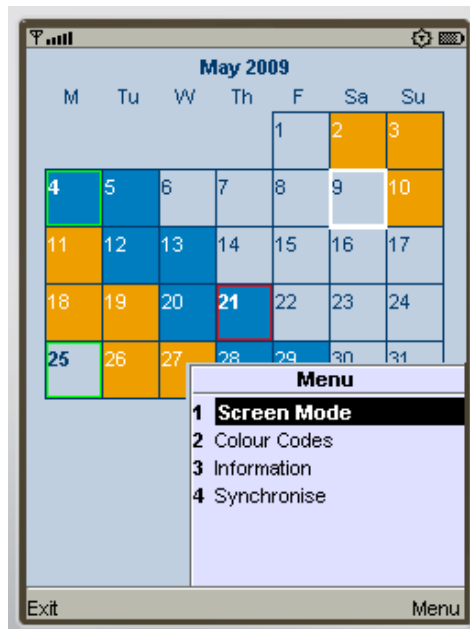 May 2009
M Tu W Th F Sa Su
1 2 3
4 5 6 7 8 9 10
11 12 13 14 15 16 17
18 19 20 21 22 23 24
25 26 27 28 29 30 31
Menu
1 Screen Mode
2 Colour Codes
3 Information
4 Synchronise
Exit Menu